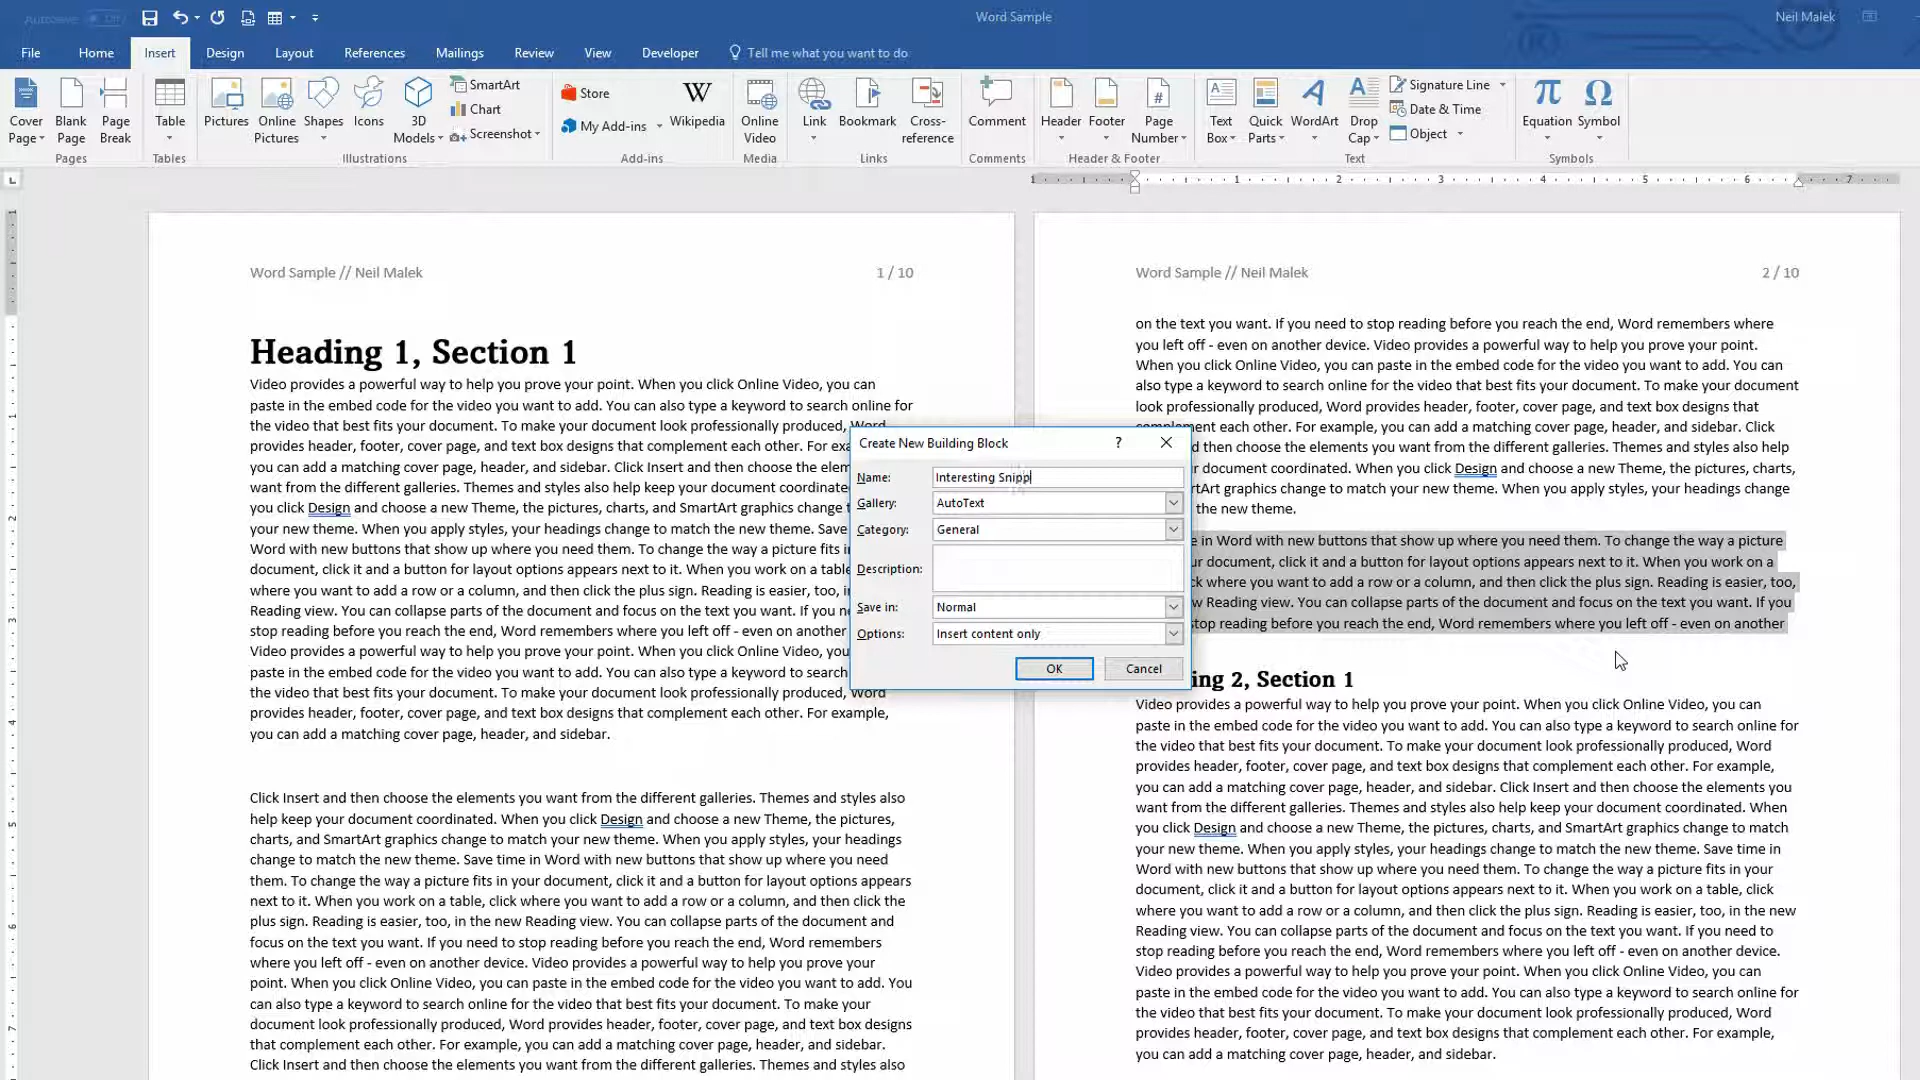 AutoSave Off
Word Sample
Neil Malek
File Home Insert Design Layout References Mailings Review View Developer Tell me what you want to do
Cover Page
Blank Page
Page Break
Pages
Table
Tables
Pictures
Online Pictures
Shapes
Icons
3D Models
SmartArt
Chart
Screenshot
Illustrations
Store
My Add-ins
Wikipedia
W
Add-ins
Online Video
Media
Link
Bookmark
Cross-reference
Links
Comment
Comments
Header
Footer
Page Number
Header & Footer
Text Box
Quick Parts
WordArt
Drop Cap
Signature Line
Date & Time
Object
Text
Equation
Symbol
Symbols
1 1 2 3 4 5 6 7
Word Sample // Neil Malek 1 / 10
Heading 1, Section 1
Video provides a powerful way to help you prove your point. When you click Online Video, you can
paste in the embed code for the video you want to add. You can also type a keyword to search online for
the video that best fits your document. To make your document look professionally produced, Word
provides header, footer, cover page, and text box designs that complement each other. For exa
you can add a matching cover page, header, and sidebar. Click Insert and then choose the elem
want from the different galleries. Themes and styles also help keep your document coordinate
you click Design and choose a new Theme, the pictures, charts, and SmartArt graphics change t
your new theme. When you apply styles, your headings change to match the new theme. Save
Word with new buttons that show up where you need them. To change the way a picture fits i
document, click it and a button for layout options appears next to it. When you work on a table
where you want to add a row or a column, and then click the plus sign. Reading is easier, too, i
Reading view. You can collapse parts of the document and focus on the text you want. If you n
stop reading before you reach the end, Word remembers where you left off - even on another
Video provides a powerful way to help you prove your point. When you click Online Video, you
paste in the embed code for the video you want to add. You can also type a keyword to search
the video that best fits your document. To make your document look professionally produced, Word
provides header, footer, cover page, and text box designs that complement each other. For example,
you can add a matching cover page, header, and sidebar.
Click Insert and then choose the elements you want from the different galleries. Themes and styles also
help keep your document coordinated. When you click Design and choose a new Theme, the pictures,
charts, and SmartArt graphics change to match your new theme. When you apply styles, your headings
change to match the new theme. Save time in Word with new buttons that show up where you need
them. To change the way a picture fits in your document, click it and a button for layout options appears
next to it. When you work on a table, click where you want to add a row or a column, and then click the
plus sign. Reading is easier, too, in the new Reading view. You can collapse parts of the document and
focus on the text you want. If you need to stop reading before you reach the end, Word remembers
where you left off - even on another device. Video provides a powerful way to help you prove your
point. When you click Online Video, you can paste in the embed code for the video you want to add. You
can also type a keyword to search online for the video that best fits your document. To make your
document look professionally produced, Word provides header, footer, cover page, and text box designs
that complement each other. For example, you can add a matching cover page, header, and sidebar.
Click Insert and then choose the elements you want from the different galleries. Themes and styles also
Create New Building Block ?
Name: Interesting Snipp
Gallery: AutoText
Category: General
Description:
Save in: Normal
Options: Insert content only
OK Cancel
Word Sample // Neil Malek 2 / 10
on the text you want. If you need to stop reading before you reach the end, Word remembers where
you left off - even on another device. Video provides a powerful way to help you prove your point.
When you click Online Video, you can paste in the embed code for the video you want to add. You can
also type a keyword to search online for the video that best fits your document. To make your document
look professionally produced, Word provides header, footer, cover page, and text box designs that
complement each other. For example, you can add a matching cover page, header, and sidebar. Click
d then choose the elements you want from the different galleries. Themes and styles also help
r document coordinated. When you click Design and choose a new Theme, the pictures, charts,
rtArt graphics change to match your new theme. When you apply styles, your headings change
the new theme.
e in Word with new buttons that show up where you need them. To change the way a picture
ur document, click it and a button for layout options appears next to it. When you work on a
ck where you want to add a row or a column, and then click the plus sign. Reading is easier, too,
w Reading view. You can collapse parts of the document and focus on the text you want. If you
stop reading before you reach the end, Word remembers where you left off - even on another
ing 2, Section 1
Video provides a powerful way to help you prove your point. When you click Online Video, you can
paste in the embed code for the video you want to add. You can also type a keyword to search online for
the video that best fits your document. To make your document look professionally produced, Word
provides header, footer, cover page, and text box designs that complement each other. For example,
you can add a matching cover page, header, and sidebar. Click Insert and then choose the elements you
want from the different galleries. Themes and styles also help keep your document coordinated. When
you click Design and choose a new Theme, the pictures, charts, and SmartArt graphics change to match
your new theme. When you apply styles, your headings change to match the new theme. Save time in
Word with new buttons that show up where you need them. To change the way a picture fits in your
document, click it and a button for layout options appears next to it. When you work on a table, click
where you want to add a row or a column, and then click the plus sign. Reading is easier, too, in the new
Reading view. You can collapse parts of the document and focus on the text you want. If you need to
stop reading before you reach the end, Word remembers where you left off - even on another device.
Video provides a powerful way to help you prove your point. When you click Online Video, you can
paste in the embed code for the video you want to add. You can also type a keyword to search online for
the video that best fits your document. To make your document look professionally produced, Word
provides header, footer, cover page, and text box designs that complement each other. For example,
you can add a matching cover page, header, and sidebar.